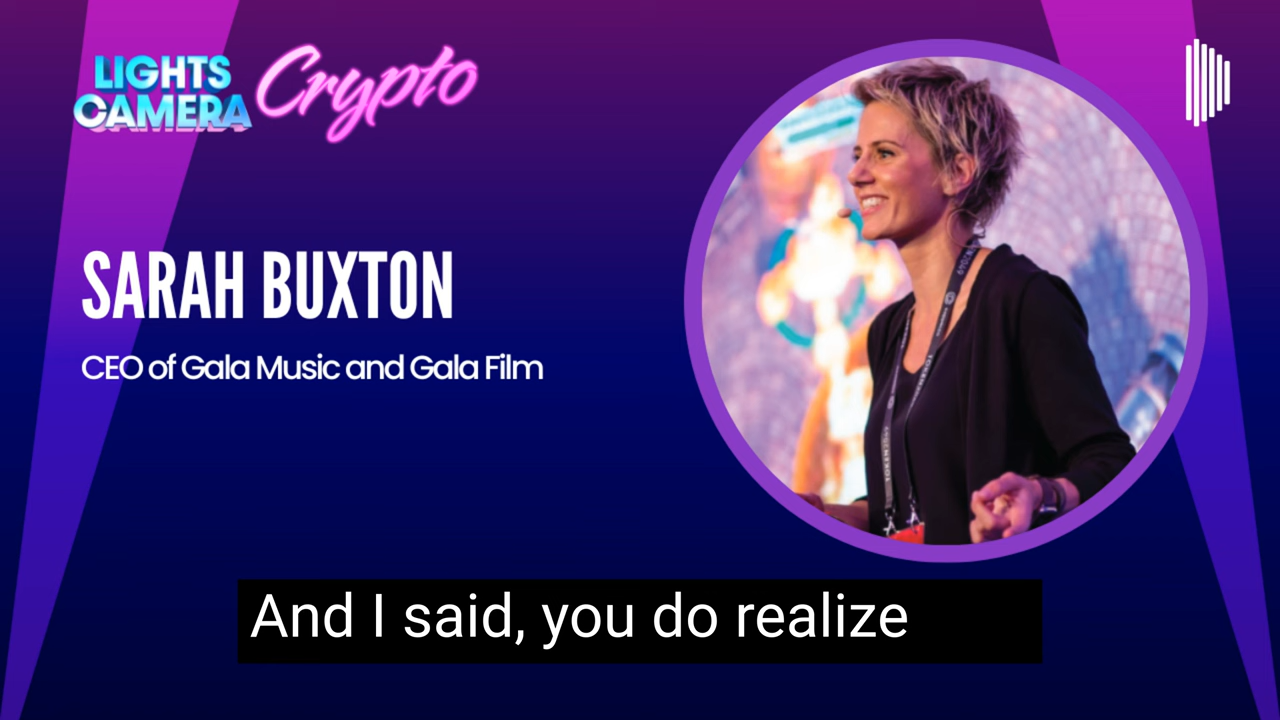 LIGHTS
CAMERA
Crypto
SARAH BUXTON
CEO of Gala Music and Gala Film
And I said, you do realize